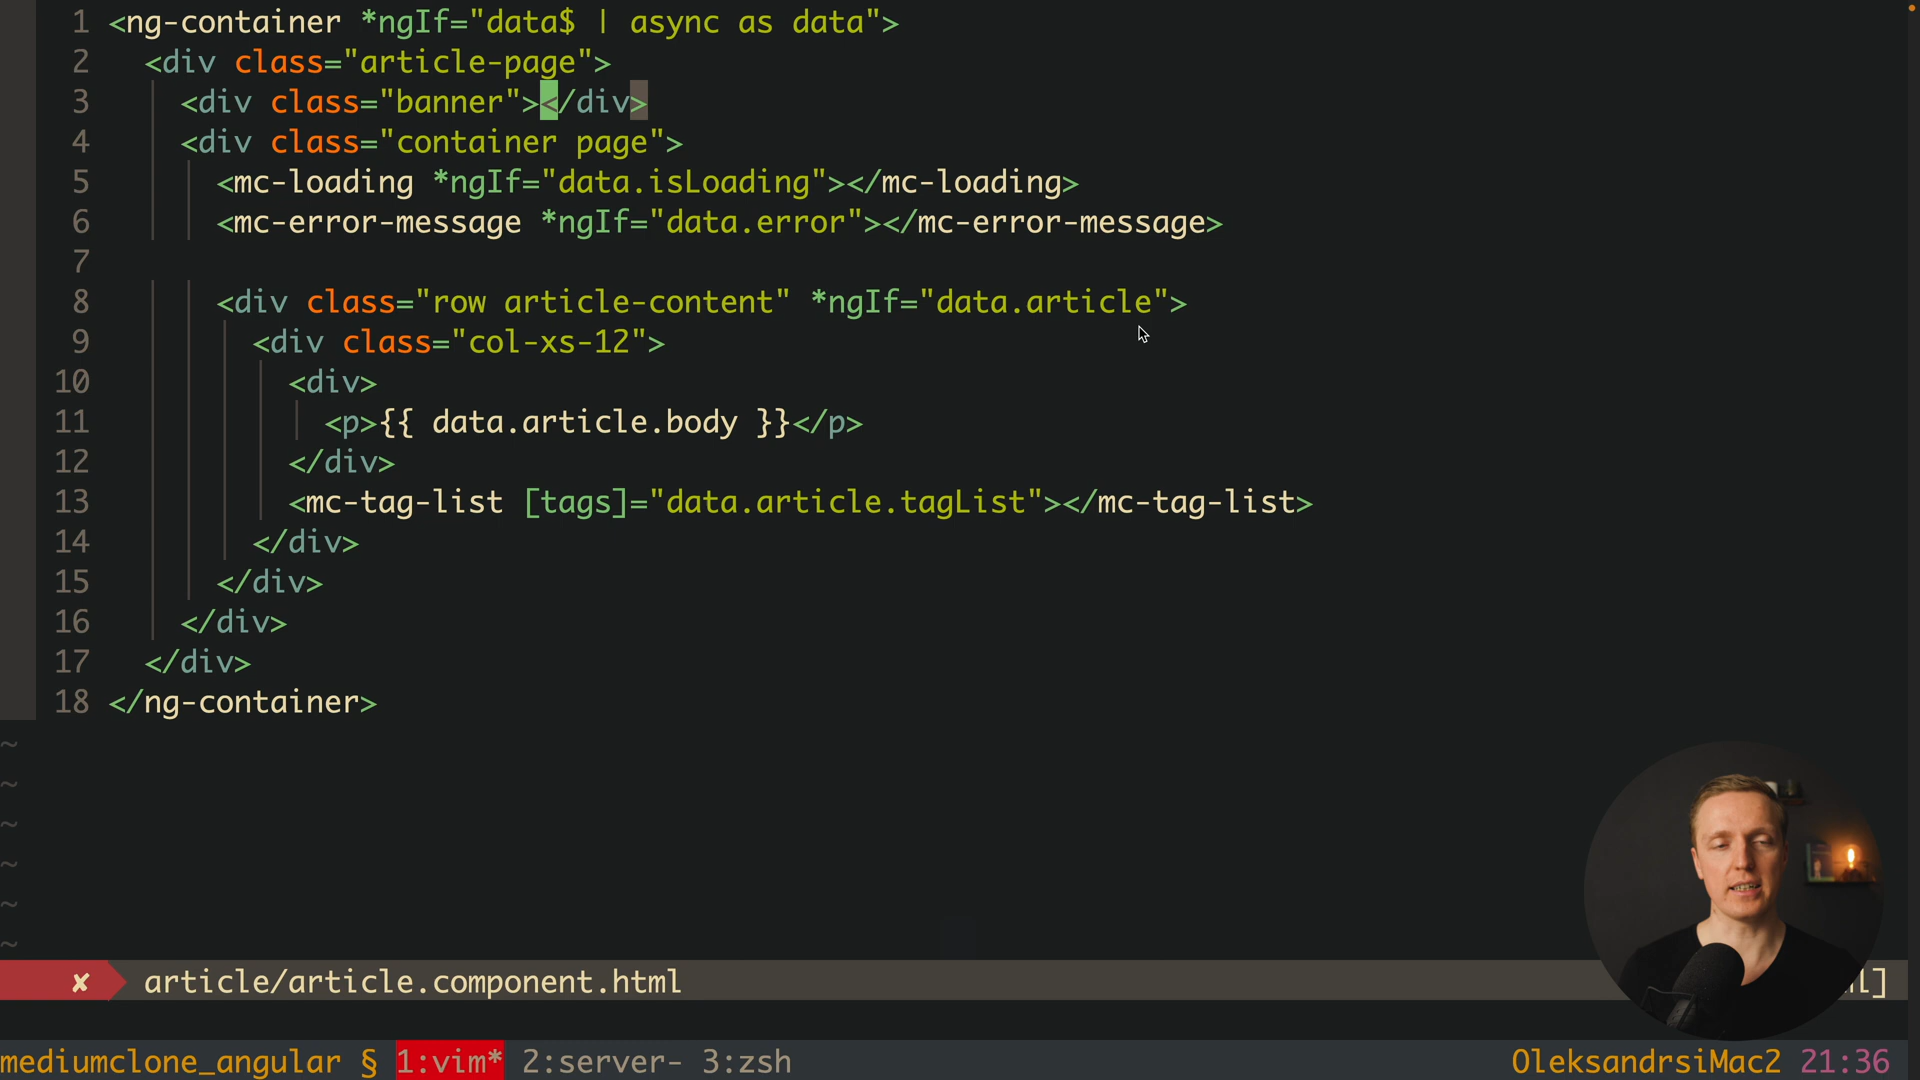 1 <ng-container *ngIf="data$ | async as data">
2 <div class="article-page">
3 <div class="banner"></div>
4 <div class="container page">
5 <mc-loading *ngIf="data.isLoading"></mc-loading>
6 <mc-error-message *ngIf="data.error"></mc-error-message>
7
8 <div class="row article-content" *ngIf="data.article">
9 <div class="col-xs-12">
10 <div>
11 <p>{{ data.article.body }}</p>
12 </div>
13 <mc-tag-list [tags]="data.article.tagList"></mc-tag-list>
14 </div>
15 </div>
16 </div>
17 </div>
18 </ng-container>
~
~
~
~
~
~
✘ article/article.component.html l]
mediumclone_angular § 1:vim* 2:server- 3:zsh OleksandrsiMac2 21:36